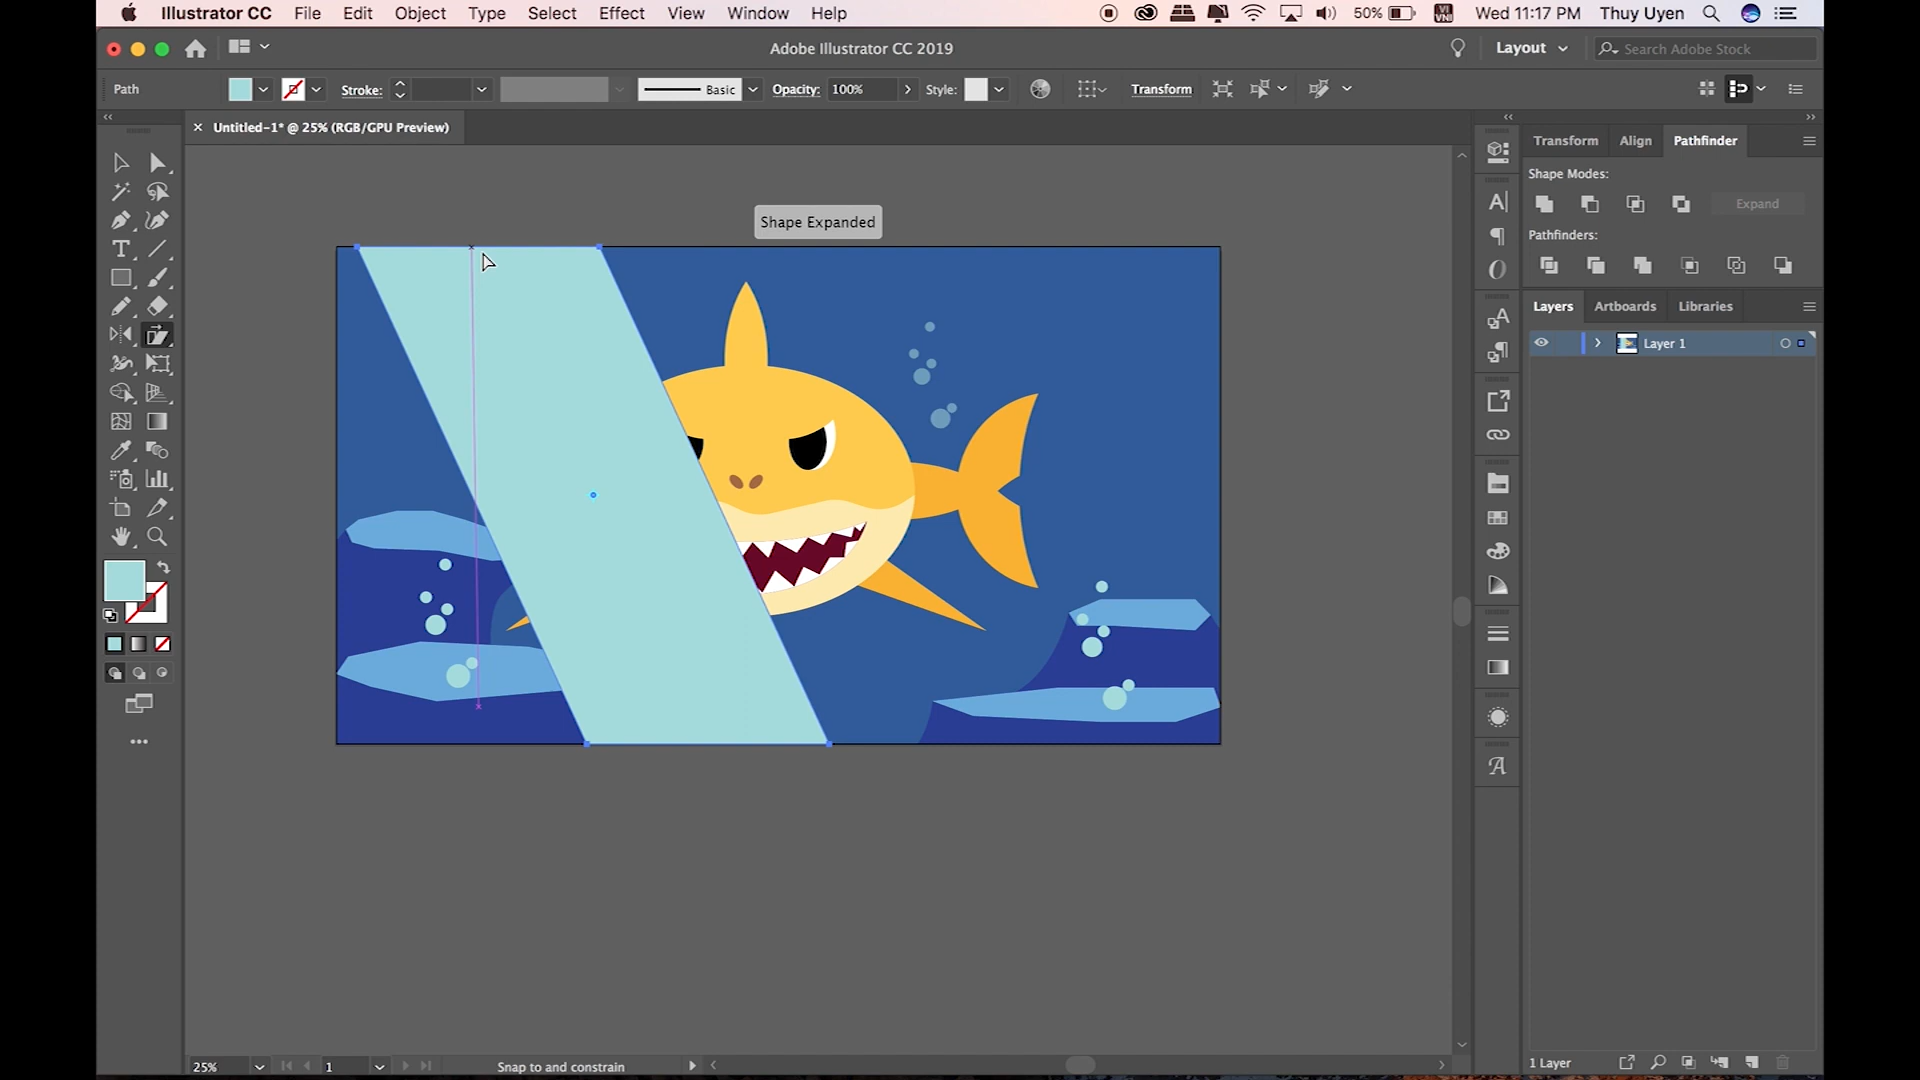 Illustrator CC File Edit Object Type Select Effect View Window Help 50% VI VNI Wed 11:17 PM Thuy Uyen
Adobe Illustrator CC 2019 Layout Search Adobe Stock
Path Stroke: Basic Opacity: 100% Style: Transform
Untitled-1* @ 25% (RGB/GPU Preview)
Transform Align Pathfinder
Shape Modes:
Expand
Pathfinders:
Shape Expanded
Layers Artboards Libraries
Layer 1
25% 1 Snap to and constrain
1 Layer